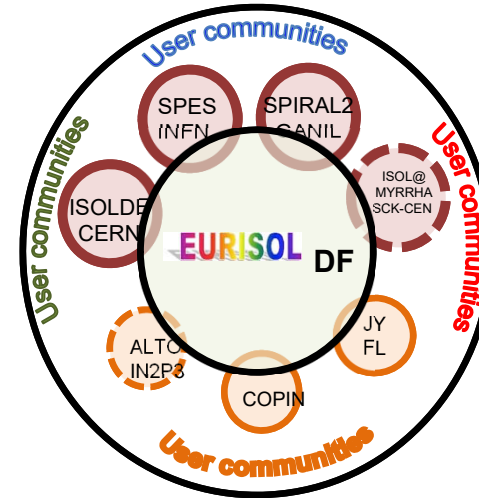 User communities
SPES
INFN
SPIRAL2
GANIL
User communities
ISOL@
MYRRHA
SCK-CEN
User communities
ISOLDE
CERN
EURISOL
DF
JY
FL
ALTO
IN2P3
COPIN
User communities